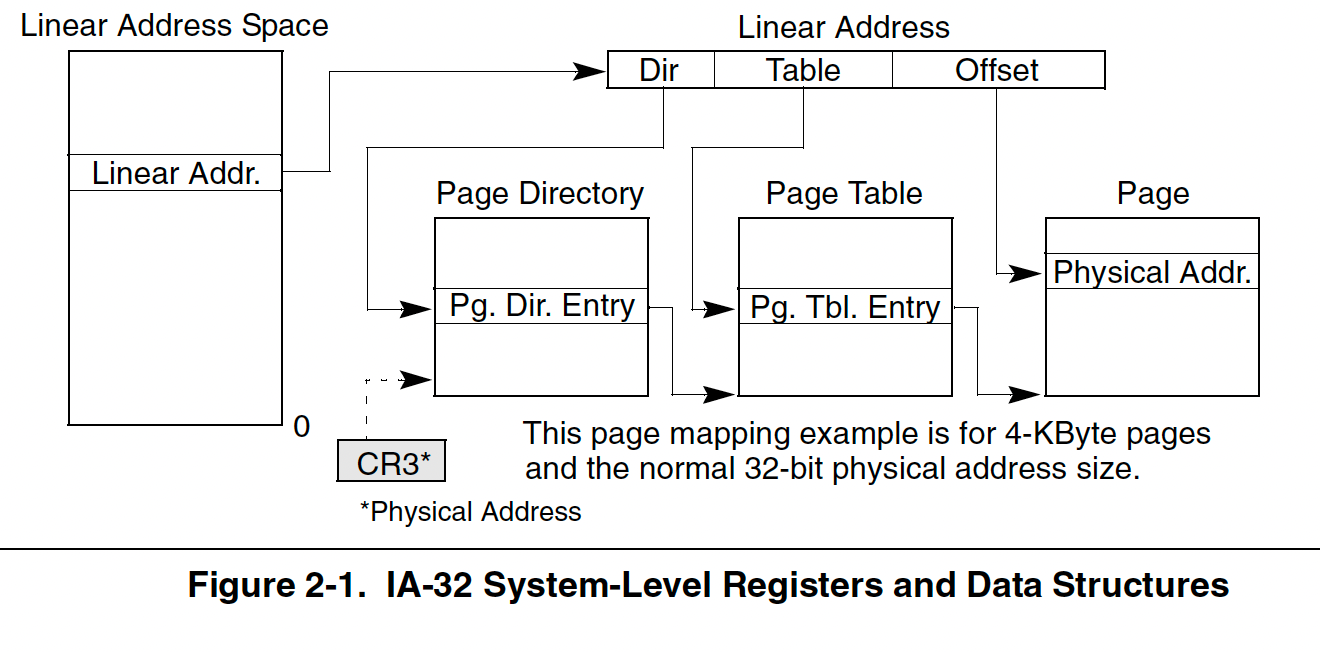 Linear Address Space
Linear Address
Dir
Table
Offset
Linear Addr.
Page Directory
Page Table
Page
Physical Addr.
Pg. Dir. Entry
Pg. Tbl. Entry
0
This page mapping example is for 4-KByte pages
and the normal 32-bit physical address size.
CR3*
*Physical Address
Figure 2-1. IA-32 System-Level Registers and Data Structures